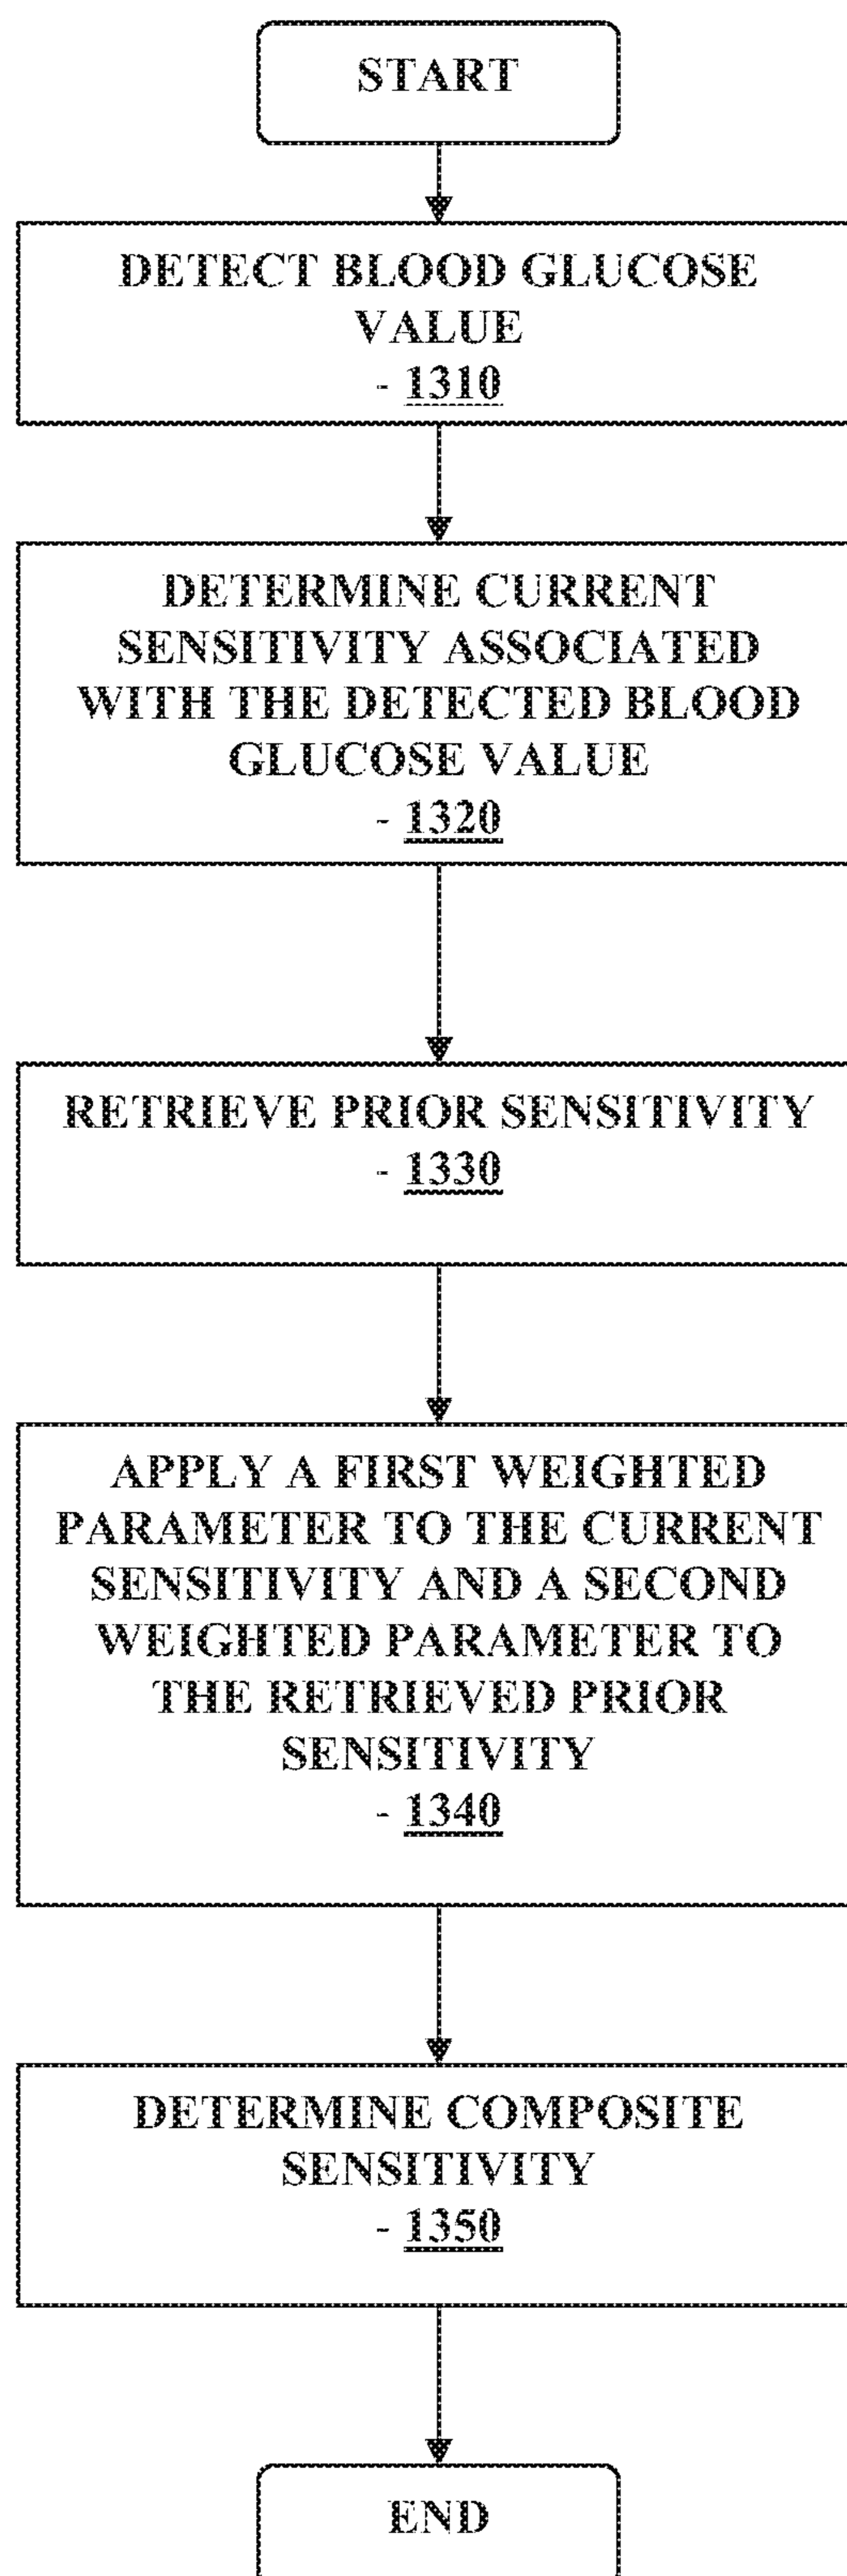 START
DETECT BLOOD GLUCOSE
VALUE
- 1310
DETERMINE CURRENT
SENSITIVITY ASSOCIATED
WITH THE DETECTED BLOOD
GLUCOSE VALUE
- 1320
RETRIEVE PRIOR SENSITIVITY
- 1330
APPLY A FIRST WEIGHTED
PARAMETER TO THE CURRENT
SENSITIVITY AND A SECOND
WEIGHTED PARAMETER TO
THE RETRIEVED PRIOR
SENSITIVITY
- 1340
DETERMINE COMPOSITE
SENSITIVITY
- 1350
END